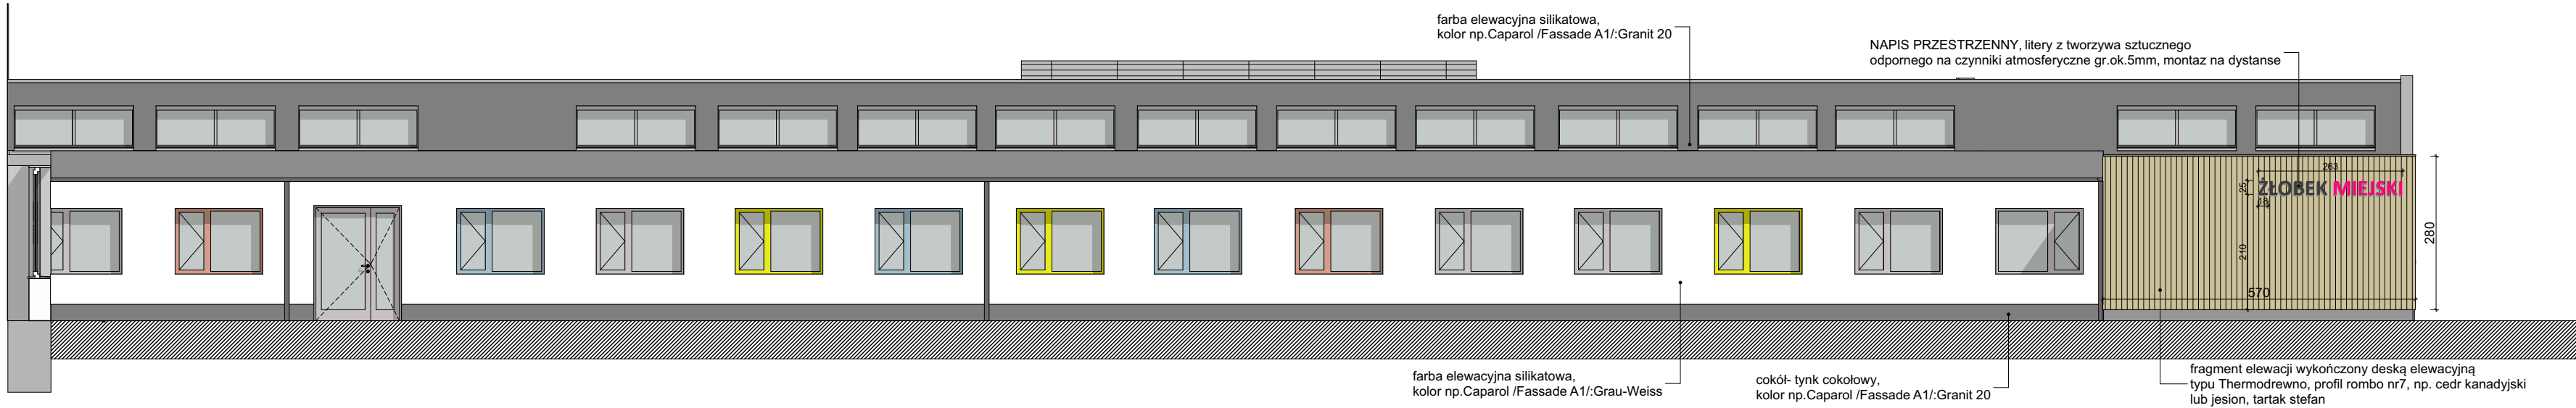 farba elewacyjna silikatowa,
kolor np.Caparol /Fassade A1/:Granit 20
NAPIS PRZESTRZENNY, litery z tworzywa sztucznego
odpornego na czynniki atmosferyczne gr.ok.5mm, montaz na dystanse
263
25
ŻŁOBEK MIEJSKI
18
210
280
570
farba elewacyjna silikatowa,
kolor np.Caparol /Fassade A1/:Grau-Weiss
cokół- tynk cokołowy,
kolor np.Caparol /Fassade A1/:Granit 20
fragment elewacji wykończony deską elewacyjną
typu Thermodrewno, profil rombo nr7, np. cedr kanadyjski
lub jesion, tartak stefan